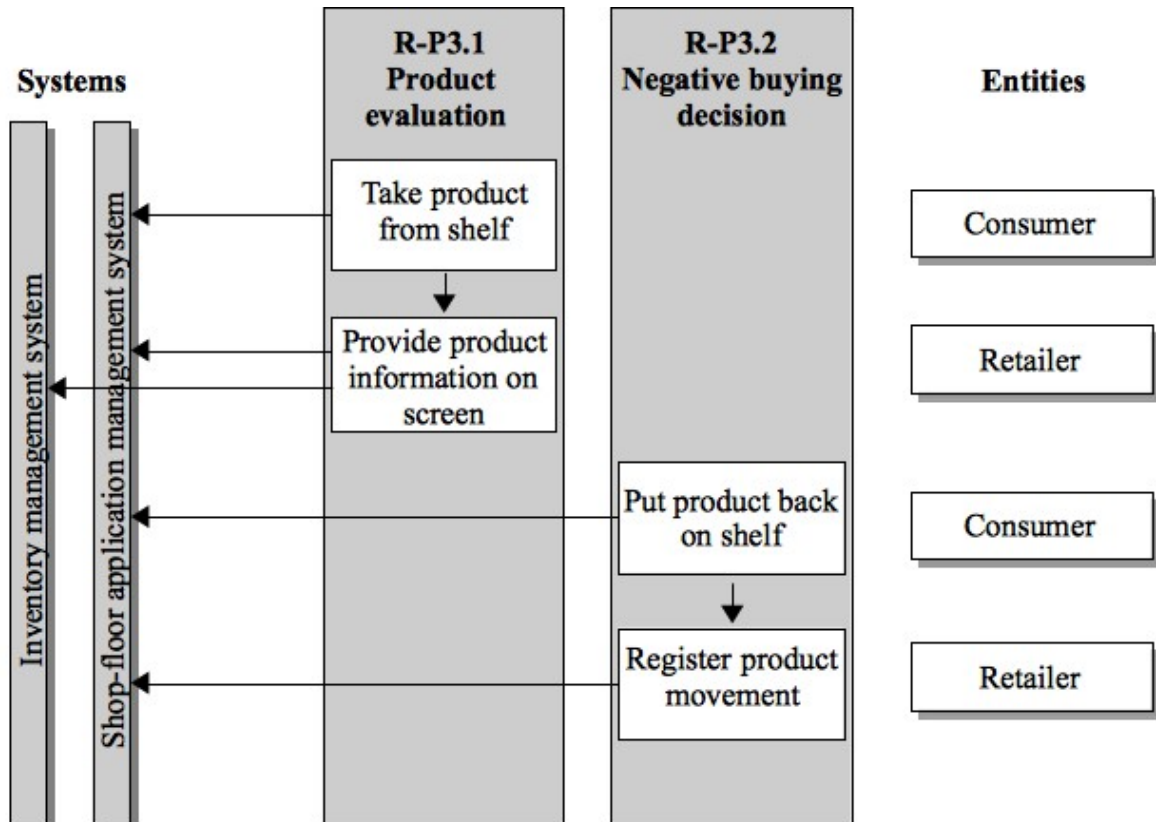 Systems
R-P3.1
Product
evaluation
R-P3.2
Negative buying
decision
Entities
Inventory management system
Shop-floor application management system
Take product
from shelf
Consumer
Provide product
information on
screen
Retailer
Put product back
on shelf
Consumer
Register product
movement
Retailer